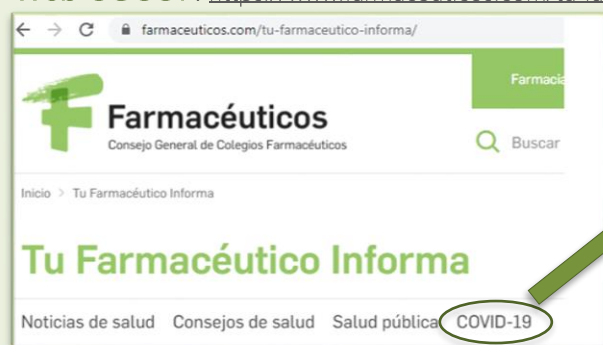 farmaceuticos.com/tu-farmaceutico-informa/
Farmacia
Farmacéuticos
Consejo General de Colegios Farmacéuticos
Buscar
Inicio > Tu Farmacéutico Informa
Tu Farmacéutico Informa
Noticias de salud Consejos de salud Salud pública COVID-19